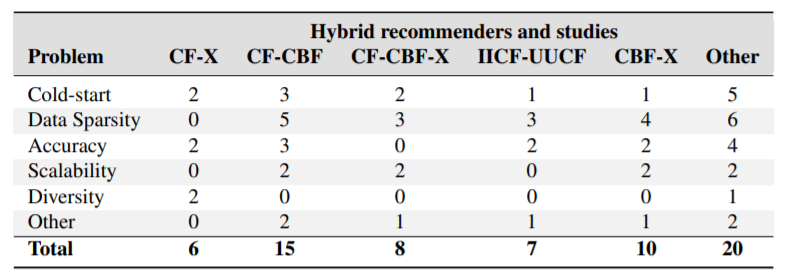 Hybrid recommenders and studies
Problem CF-X CF-CBF CF-CBF-X IICF-UUCF CBF-X Other
Cold-start 2 3 2 1 1 5
Data Sparsity 0 5 3 3 4 6
Accuracy 2 3 0 2 2 4
Scalability 0 2 2 0 2 2
Diversity 2 0 0 0 0 1
Other 0 2 1 1 1 2
Total 6 15 8 7 10 20